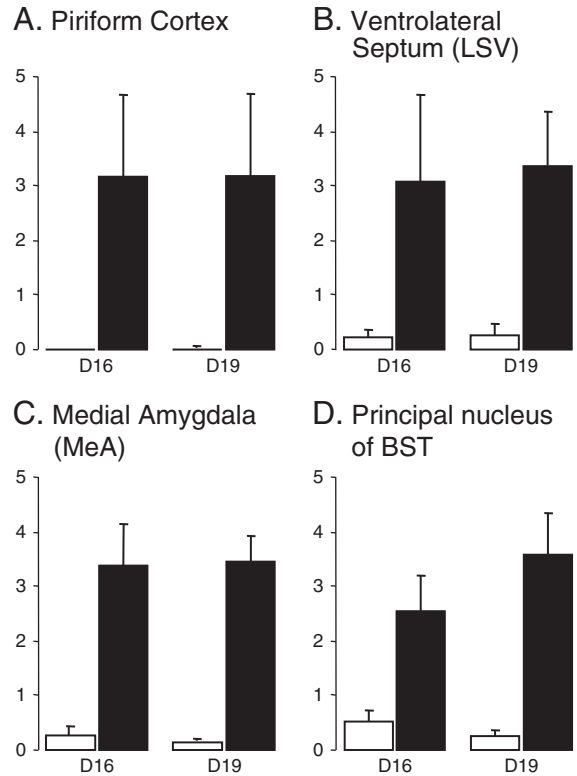 A. Piriform Cortex
5
4
3
2
1
0
D16 D19
B. Ventrolateral
Septum (LSV)
5
4
3
2
1
0
D16 D19
C. Medial Amygdala
(MeA)
5
4
3
2
1
0
D16 D19
D. Principal nucleus
of BST
5
4
3
2
1
0
D16 D19